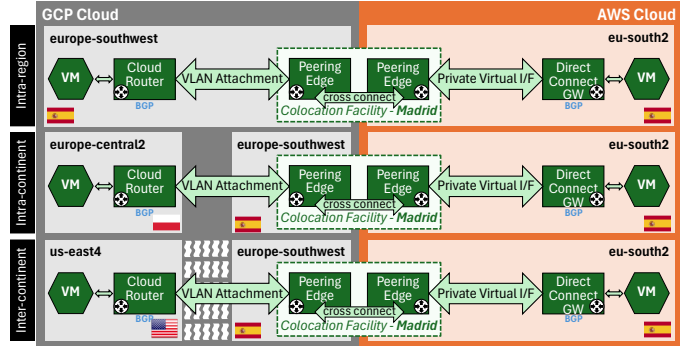 GCP Cloud
AWS Cloud
Intra-region
europe-southwest
eu-south2
VM
Cloud
Router
BGP
VLAN Attachment
Peering
Edge
Peering
Edge
cross connect
Colocation Facility - Madrid
Private Virtual I/F
Direct
Connect
GW
BGP
VM
Intra-continent
europe-central2
europe-southwest
eu-south2
VM
Cloud
Router
BGP
VLAN Attachment
Peering
Edge
Peering
Edge
cross connect
Colocation Facility - Madrid
Private Virtual I/F
Direct
Connect
GW
BGP
VM
Inter-continent
us-east4
europe-southwest
eu-south2
VM
Cloud
Router
BGP
VLAN Attachment
Peering
Edge
Peering
Edge
cross connect
Colocation Facility - Madrid
Private Virtual I/F
Direct
Connect
GW
BGP
VM